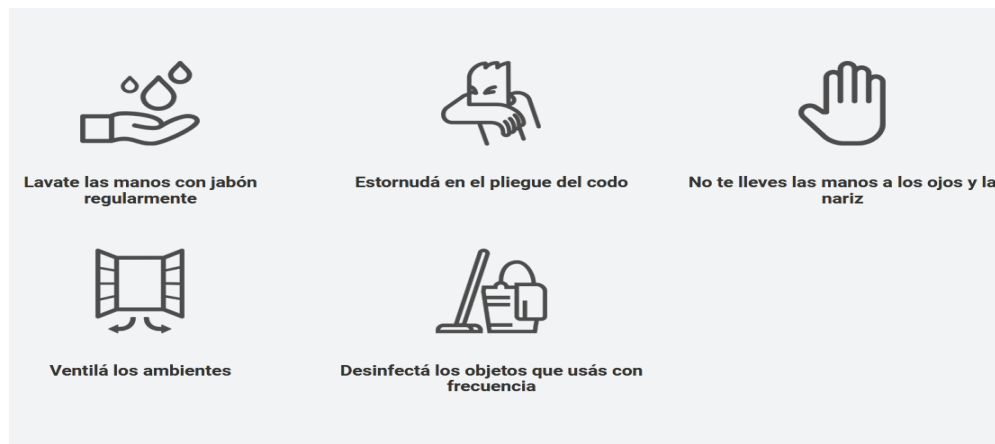 Lavate las manos con jabón
regularmente
Estornudá en el pliegue del codo
No te lleves las manos a los ojos y la
nariz
Ventilá los ambientes
Desinfectá los objetos que usás con
frecuencia